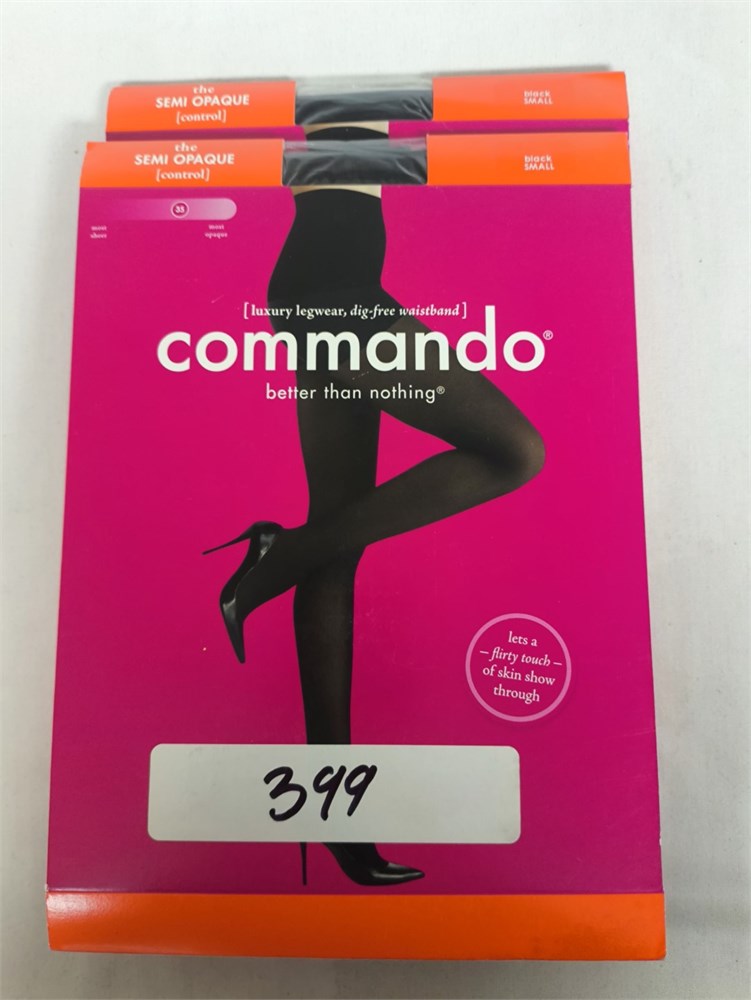 the
SEMI OPAQUE
[control]
black
SMALL
the
SEMI OPAQUE
[control]
black
SMALL
35
most
sheer
most
opaque
[luxury legwear, dig-free waistband]
commando®
better than nothing®
lets a
– flirty touch –
of skin show
through
399